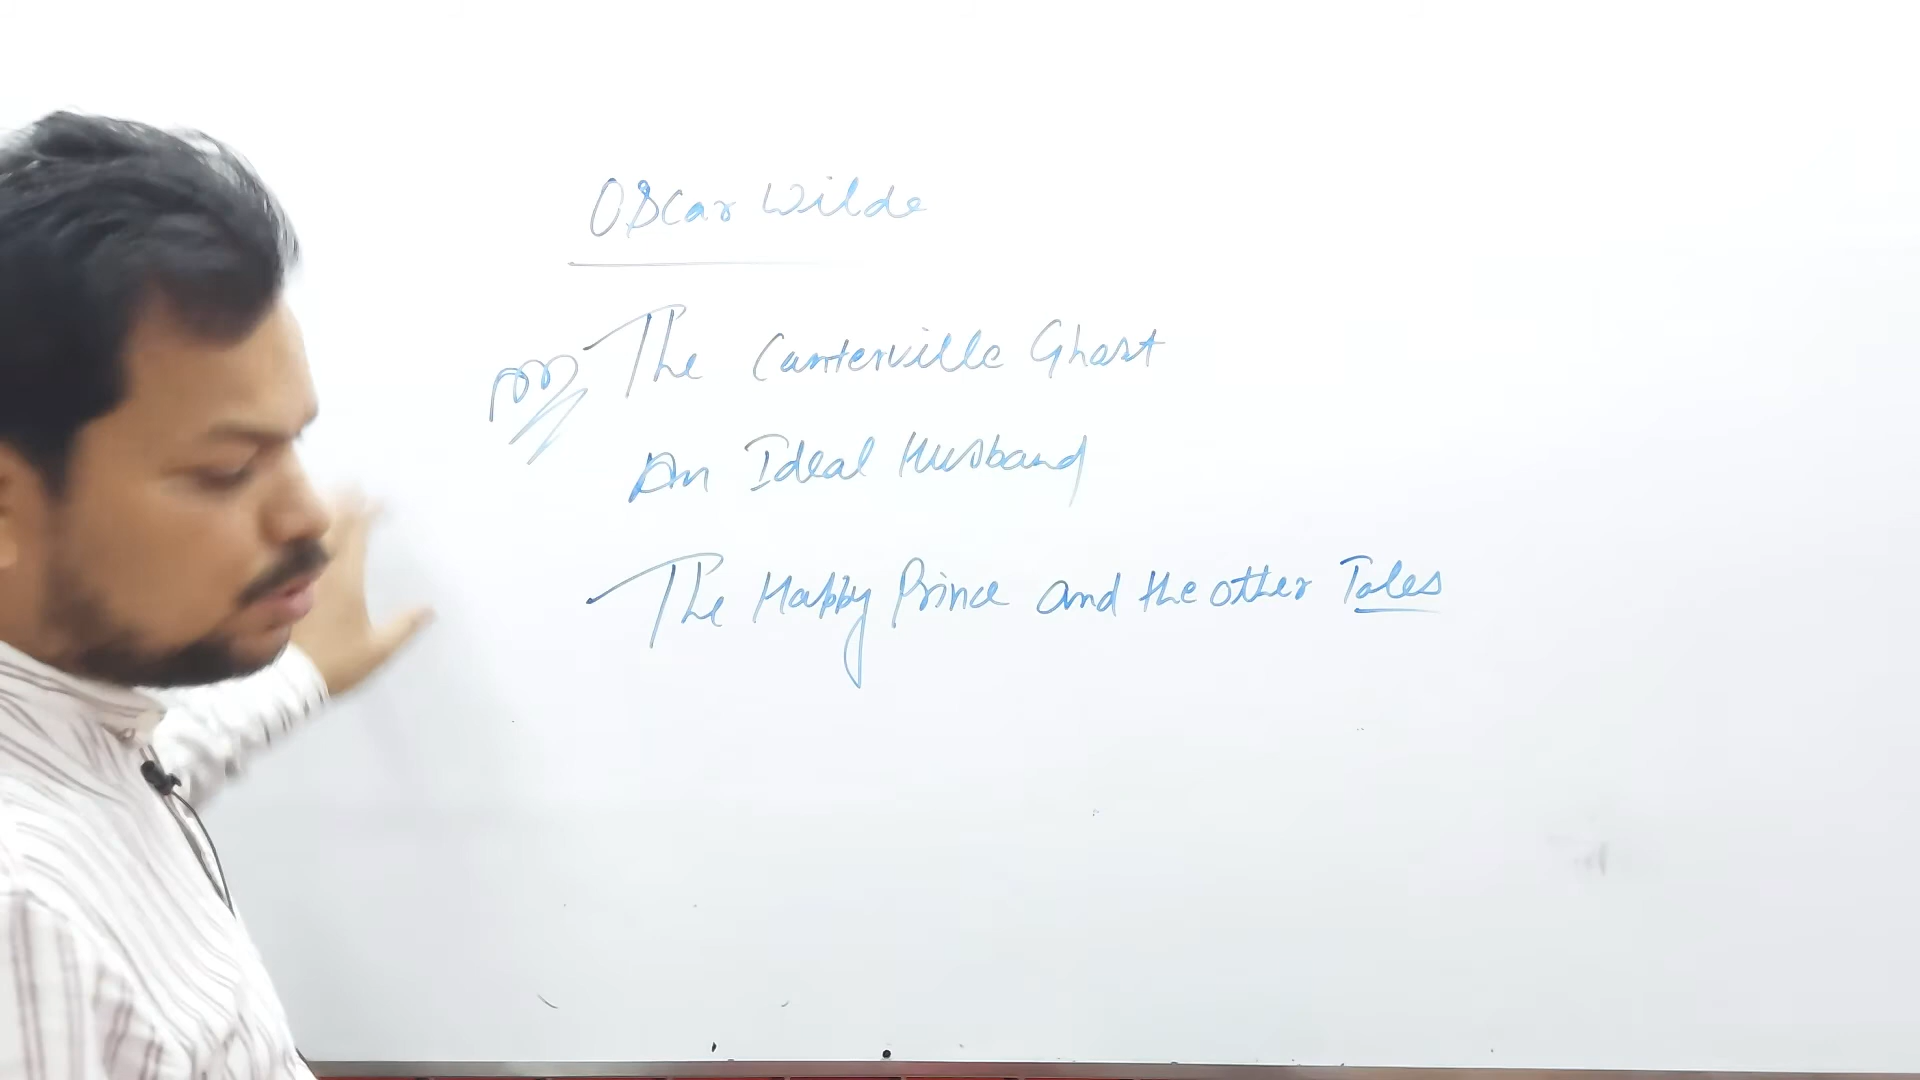 Oscar Wilde
The Canterville Ghost
An Ideal Husband
The Happy Prince and the other Tales